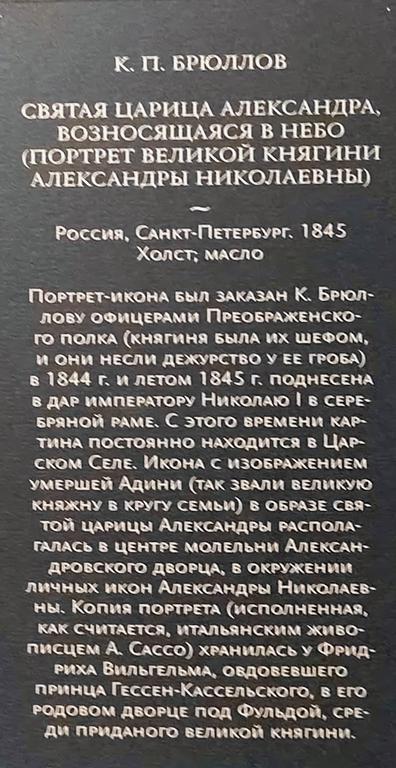 К. П. БРЮЛЛОВ
СВЯТАЯ ЦАРИЦА АЛЕКСАНДРА,
ВОЗНОСЯЩАЯСЯ В НЕБО
(ПОРТРЕТ ВЕЛИКОЙ КНЯГИНИ
АЛЕКСАНДРЫ НИКОЛАЕВНЫ)
~
Россия, Санкт-Петербург. 1845
Холст; масло
Портрет-икона был заказан К. Брюл-
лову офицерами Преображенско-
го полка (княгиня была их шефом,
и они несли дежурство у ее гроба)
в 1844 г. и летом 1845 г. поднесена
в дар императору Николаю I в сере-
бряной раме. С этого времени кар-
тина постоянно находится в Цар-
ском Селе. Икона с изображением
умершей Адини (так звали великую
княжну в кругу семьи) в образе свя-
той царицы Александры распола-
галась в центре молельни Алексан-
дровского дворца, в окружении
личных икон Александры Николаев-
ны. Копия портрета (исполненная,
как считается, итальянским живо-
писцем А. Сассо) хранилась у Фрид-
риха Вильгельма, овдовевшего
принца Гессен-Кассельского, в его
родовом дворце под Фульдой, сре-
ди приданого великой княгини.